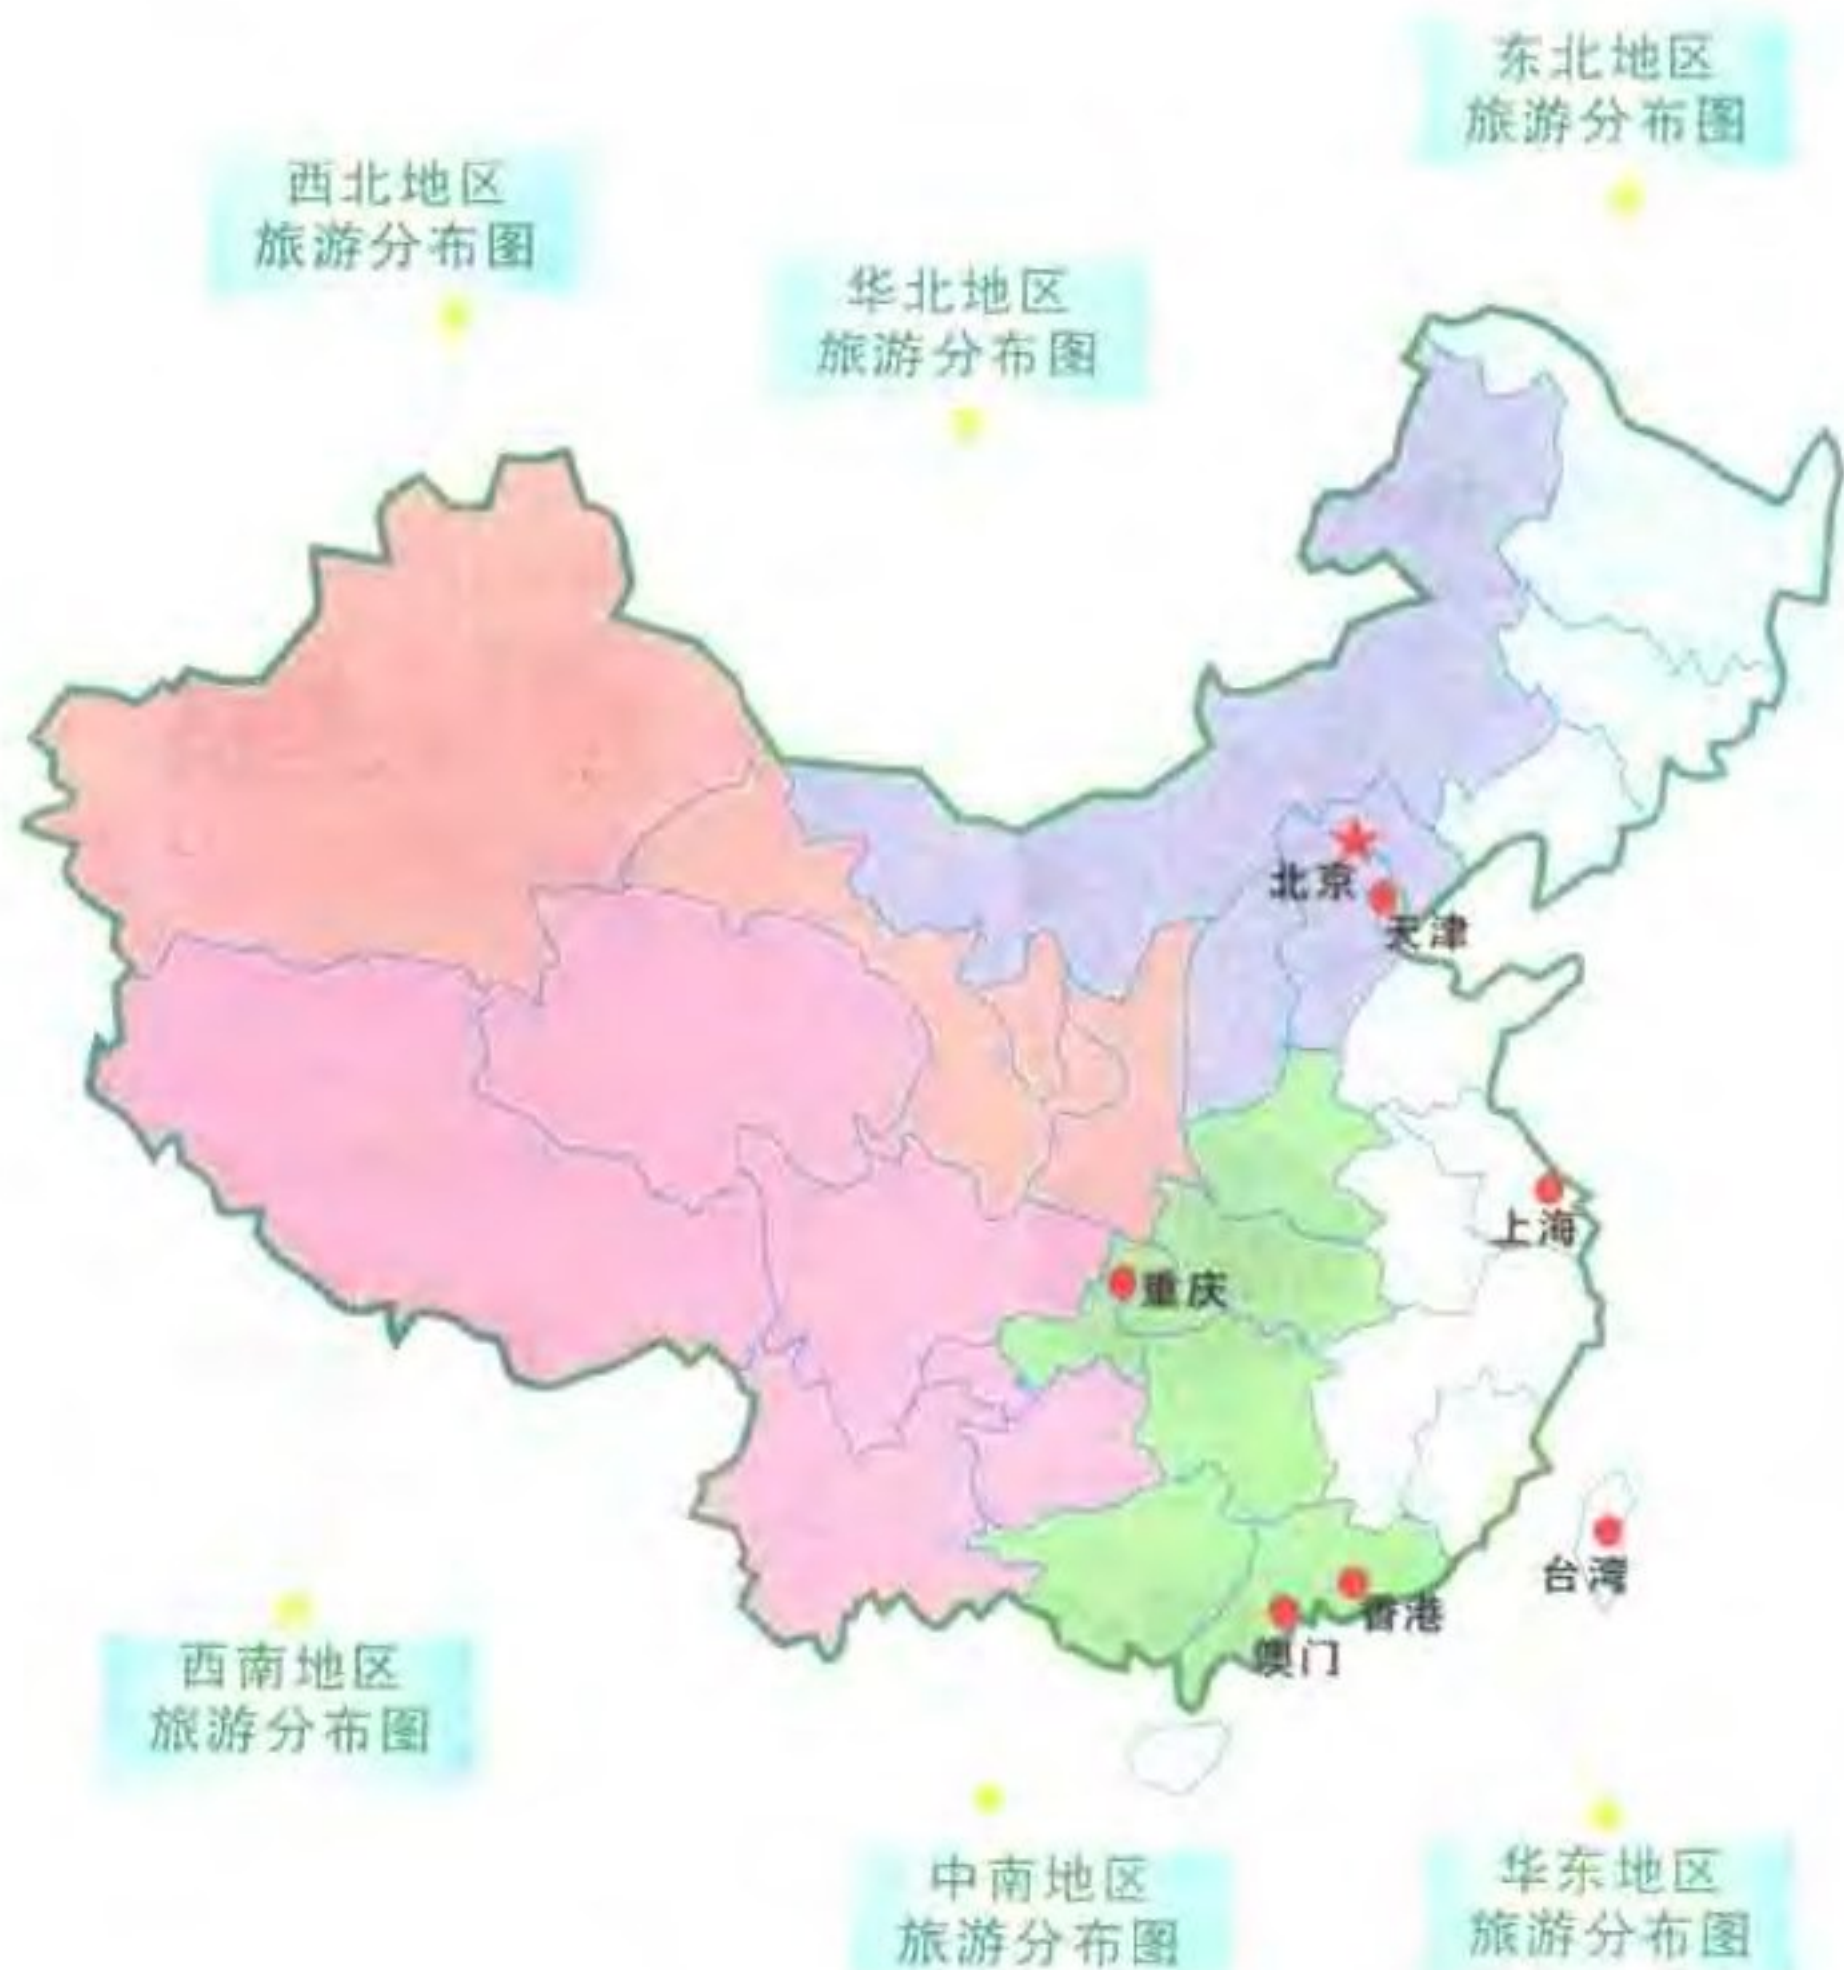 东北地区
旅游分布图
西北地区
旅游分布图
华北地区
旅游分布图
北京
天津
上海
重庆
台湾
香港
澳门
西南地区
旅游分布图
中南地区
旅游分布图
华东地区
旅游分布图